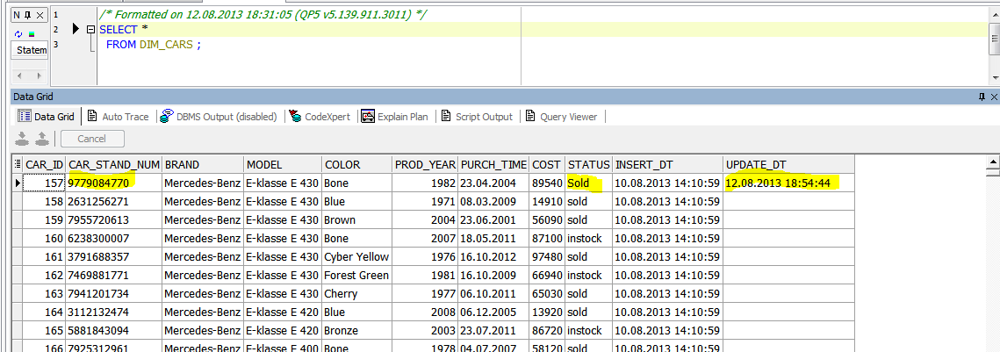 N
1 /* Formatted on 12.08.2013 18:31:05 (QP5 v5.139.911.3011) */
2 SELECT *
3 FROM DIM_CARS ;
Statem
Data Grid
Data Grid Auto Trace DBMS Output (disabled) CodeXpert Explain Plan Script Output Query Viewer
Cancel
CAR_ID CAR_STAND_NUM BRAND MODEL COLOR PROD_YEAR PURCH_TIME COST STATUS INSERT_DT UPDATE_DT
157 9779084770 Mercedes-Benz E-klasse E 430 Bone 1982 23.04.2004 89540 Sold 10.08.2013 14:10:59 12.08.2013 18:54:44
158 2631256271 Mercedes-Benz E-klasse E 430 Blue 1971 08.03.2009 14910 sold 10.08.2013 14:10:59
159 7955720613 Mercedes-Benz E-klasse E 430 Brown 2004 23.06.2001 56090 sold 10.08.2013 14:10:59
160 6238300007 Mercedes-Benz E-klasse E 430 Bone 2007 18.05.2011 87100 instock 10.08.2013 14:10:59
161 3791688357 Mercedes-Benz E-klasse E 430 Cyber Yellow 1976 16.10.2012 97480 sold 10.08.2013 14:10:59
162 7469881771 Mercedes-Benz E-klasse E 430 Forest Green 1981 16.10.2009 66940 instock 10.08.2013 14:10:59
163 7941201734 Mercedes-Benz E-klasse E 430 Cherry 1977 06.10.2011 65030 sold 10.08.2013 14:10:59
164 3112132474 Mercedes-Benz E-klasse E 420 Blue 2008 06.12.2005 13920 sold 10.08.2013 14:10:59
165 5881843094 Mercedes-Benz E-klasse E 420 Bronze 2003 23.07.2011 86720 instock 10.08.2013 14:10:59
166 7925312961 Mercedes-Benz E-klasse E 400 Bone 1978 04.07.2007 58120 sold 10.08.2013 14:10:59